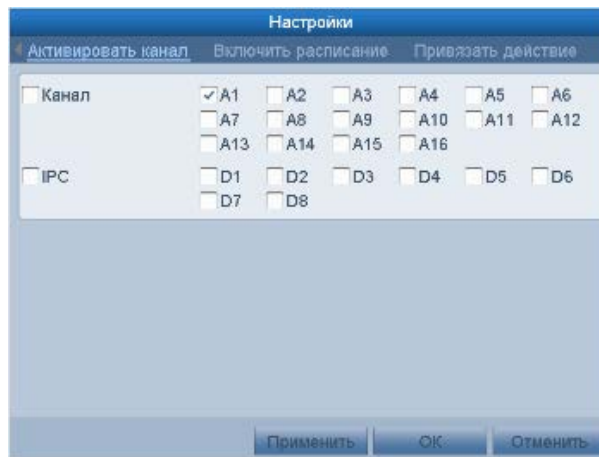 Настройки
Активировать канал Включить расписание Привязать действие
Канал A1 A2 A3 A4 A5 A6
A7 A8 A9 A10 A11 A12
A13 A14 A15 A16
IPC D1 D2 D3 D4 D5 D6
D7 D8
Применить OK Отменить